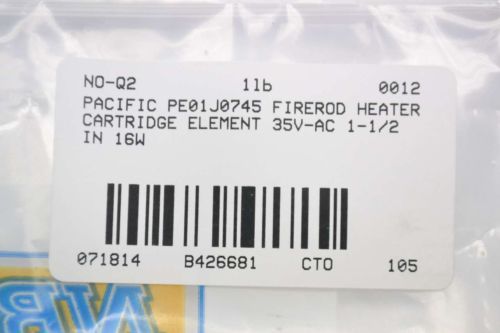 NO-Q2 1lb 0012
PACIFIC PE01J0745 FIREROD HEATER
CARTRIDGE ELEMENT 35V-AC 1-1/2
IN 16W
071814 B426681 CTO 105